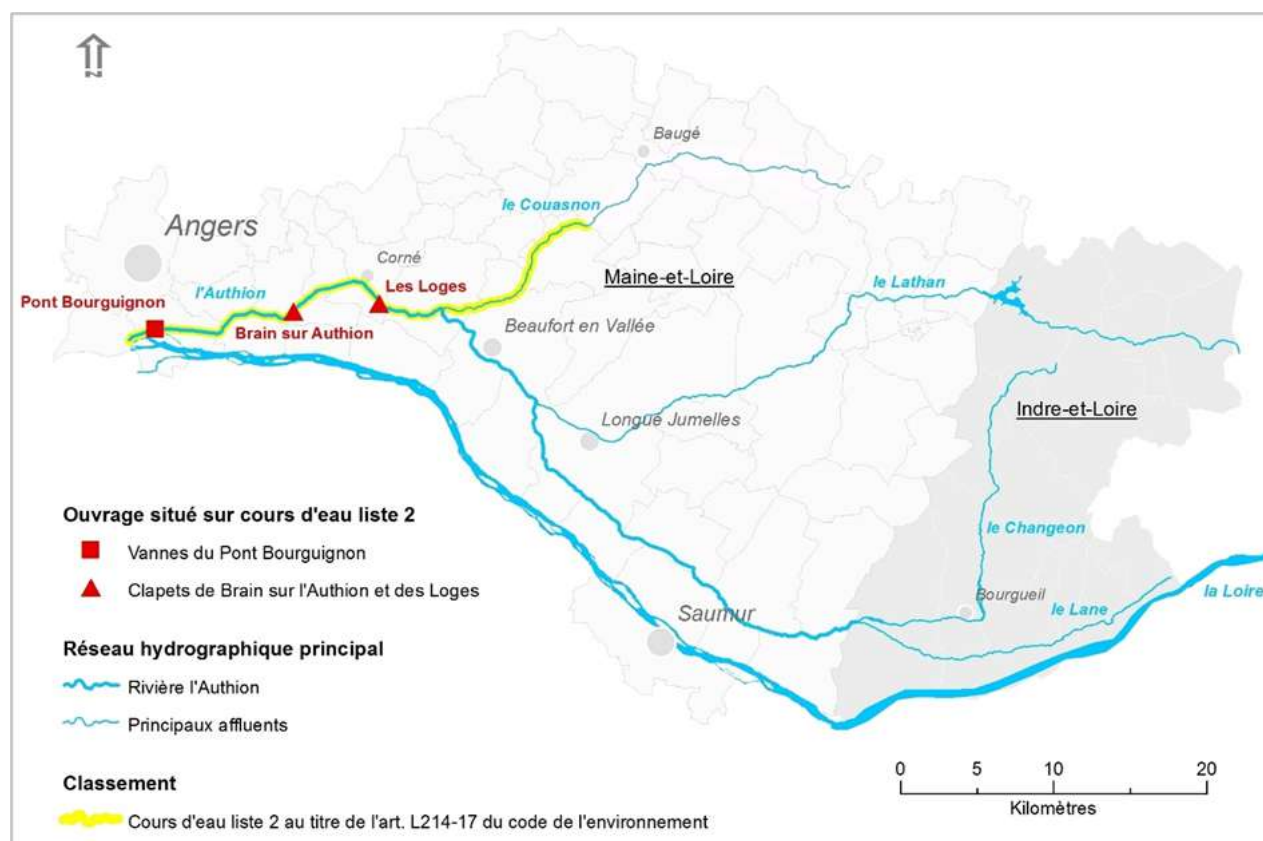 N
Baugé
le Couasnon
Angers
Corné
Maine-et-Loire
Les Loges
le Lathan
l'Authion
Pont Bourguignon
Brain sur Authion
Beaufort en Vallée
Indre-et-Loire
Longué Jumelles
Ouvrage situé sur cours d'eau liste 2
Vannes du Pont Bourguignon
le Changeon
Clapets de Brain sur l'Authion et des Loges
Bourgueil
la Loire
le Lane
Saumur
Réseau hydrographique principal
Rivière l'Authion
Principaux affluents
Classement
Cours d'eau liste 2 au titre de l'art. L214-17 du code de l'environnement
0 5 10 20
Kilomètres